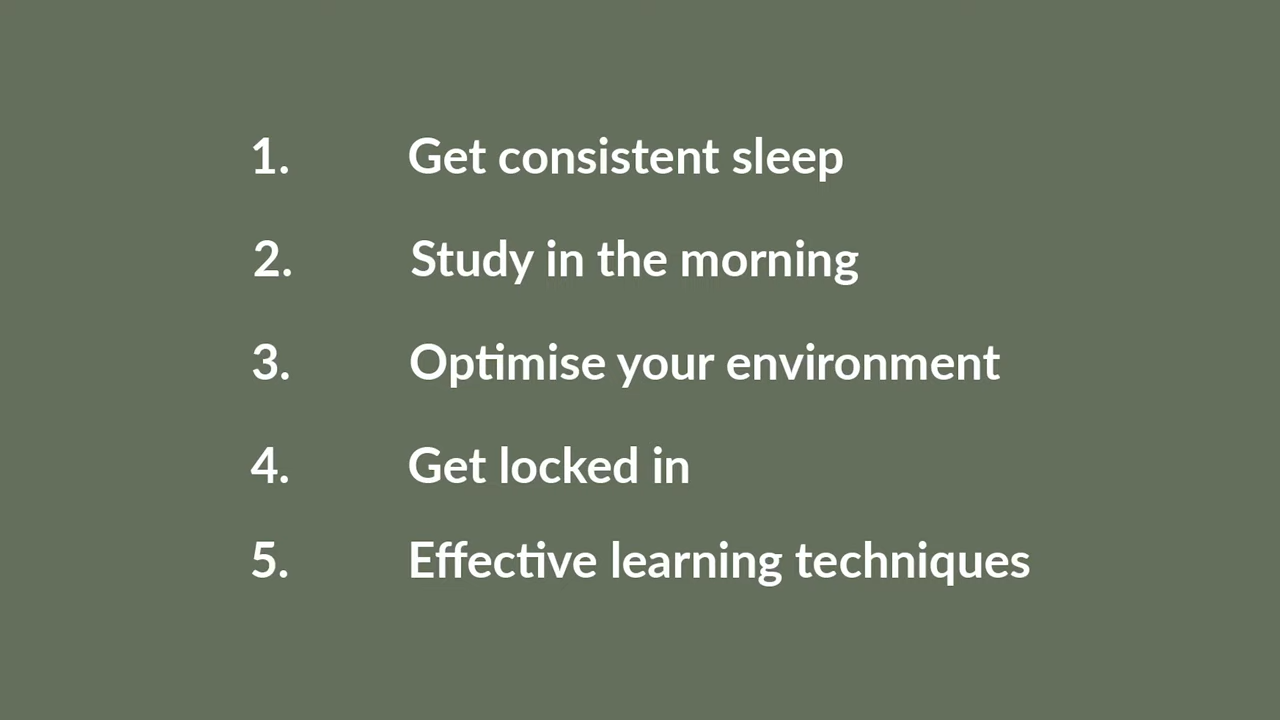 1. Get consistent sleep
2. Study in the morning
3. Optimise your environment
4. Get locked in
5. Effective learning techniques